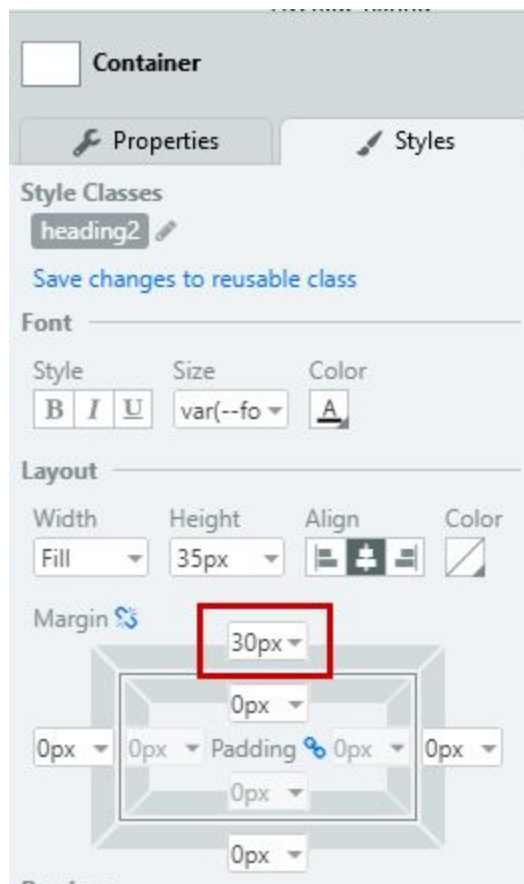 Container
Properties Styles
Style Classes
heading2
Save changes to reusable class
Font
Style Size Color
B I U var(--fo A
Layout
Width Height Align Color
Fill 35px
Margin
30px
0px
0px 0px Padding 0px 0px
0px
0px